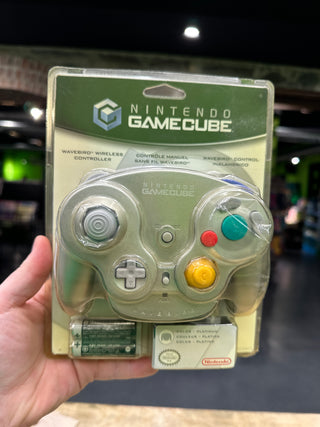 NINTENDO
GAMECUBE
WAVEBIRD WIRELESS CONTROLLER
CONTRÔLE MANUEL SANS FIL WAVEBIRD
WAVEBIRD CONTROL INALÁMBRICO
NINTENDO
GAMECUBE
COLOR - PLATINUM
COULEUR - PLATINE
COLOR - PLATINO
Nintendo